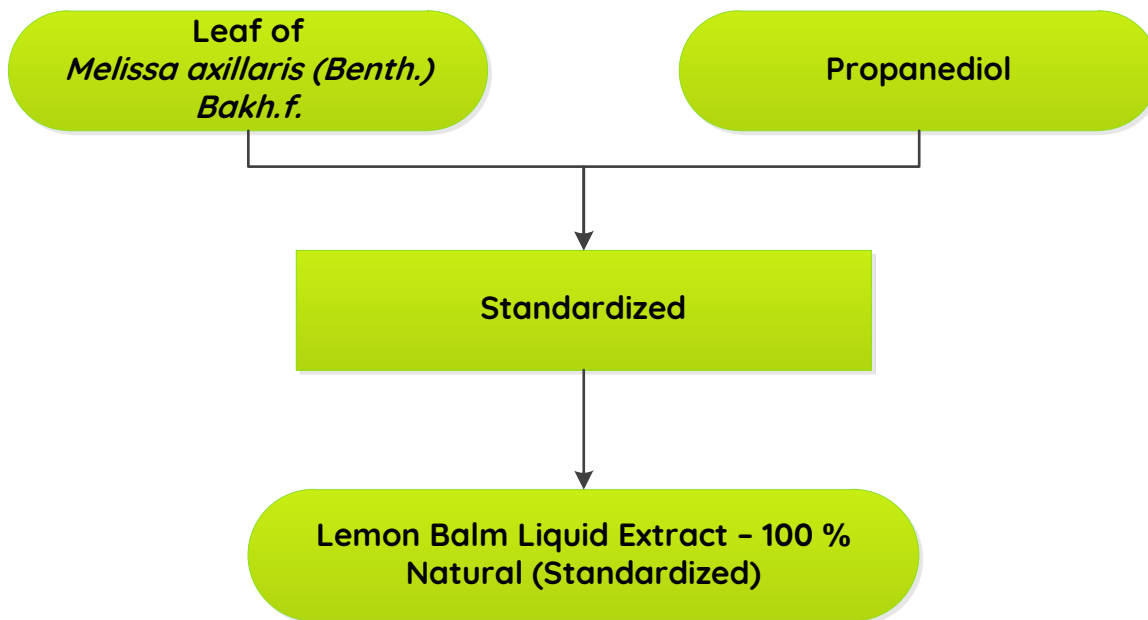 Leaf of
Melissa axillaris (Benth.)
Bakh.f.
Propanediol
Standardized
Lemon Balm Liquid Extract – 100 %
Natural (Standardized)